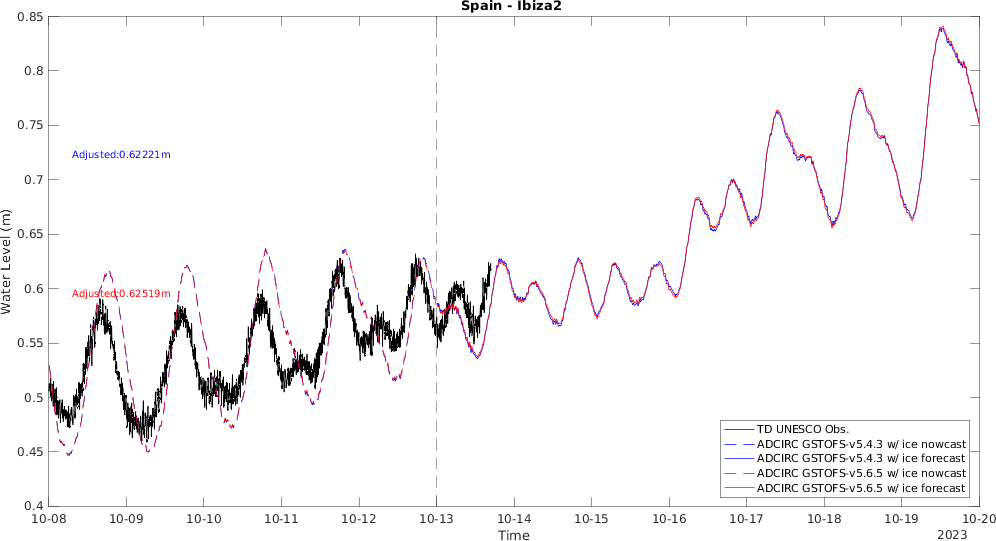 Spain - Ibiza2
0.85
0.8
0.75
0.7
0.65
0.6
0.55
0.5
0.45
0.4
Water Level (m)
Adjusted:0.62221m
Adjusted:0.62519m
TD UNESCO Obs.
ADCIRC GSTOFS-v5.4.3 w/ ice nowcast
ADCIRC GSTOFS-v5.4.3 w/ ice forecast
ADCIRC GSTOFS-v5.6.5 w/ ice nowcast
ADCIRC GSTOFS-v5.6.5 w/ ice forecast
10-08 10-09 10-10 10-11 10-12 10-13 10-14 10-15 10-16 10-17 10-18 10-19 10-20
Time
2023